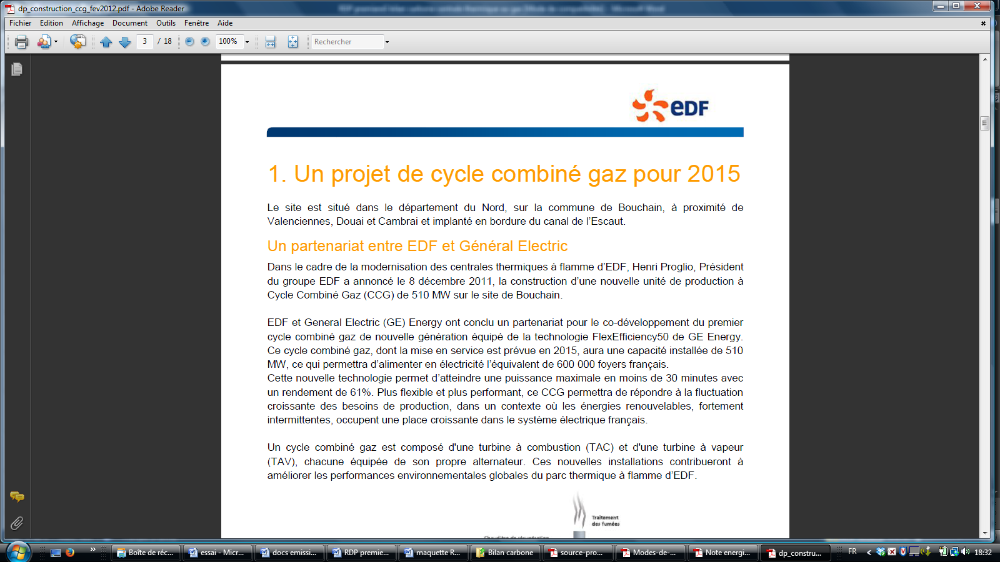 dp_construction_ccg_fev2012.pdf - Adobe Reader
Fichier Edition Affichage Document Outils Fenêtre Aide
3 / 18 100% Rechercher
edF
1. Un projet de cycle combiné gaz pour 2015
Le site est situé dans le département du Nord, sur la commune de Bouchain, à proximité de
Valenciennes, Douai et Cambrai et implanté en bordure du canal de l'Escaut.
Un partenariat entre EDF et Général Electric
Dans le cadre de la modernisation des centrales thermiques à flamme d'EDF, Henri Proglio, Président
du groupe EDF a annoncé le 8 décembre 2011, la construction d'une nouvelle unité de production à
Cycle Combiné Gaz (CCG) de 510 MW sur le site de Bouchain.
EDF et General Electric (GE) Energy ont conclu un partenariat pour le co-développement du premier
cycle combiné gaz de nouvelle génération équipé de la technologie FlexEfficiency50 de GE Energy.
Ce cycle combiné gaz, dont la mise en service est prévue en 2015, aura une capacité installée de 510
MW, ce qui permettra d'alimenter en électricité l'équivalent de 600 000 foyers français.
Cette nouvelle technologie permet d'atteindre une puissance maximale en moins de 30 minutes avec
un rendement de 61%. Plus flexible et plus performant, ce CCG permettra de répondre à la fluctuation
croissante des besoins de production, dans un contexte où les énergies renouvelables, fortement
intermittentes, occupent une place croissante dans le système électrique français.
Un cycle combiné gaz est composé d'une turbine à combustion (TAC) et d'une turbine à vapeur
(TAV), chacune équipée de son propre alternateur. Ces nouvelles installations contribueront à
améliorer les performances environnementales globales du parc thermique à flamme d'EDF.
Traitement
des fumées
Chaudière de récupération
Boîte de réc... essai - Micr... docs emissi... RDP premie... maquette R... Bilan carbone source-pro... Modes-de-... Note energi... dp_constru... FR 18:32